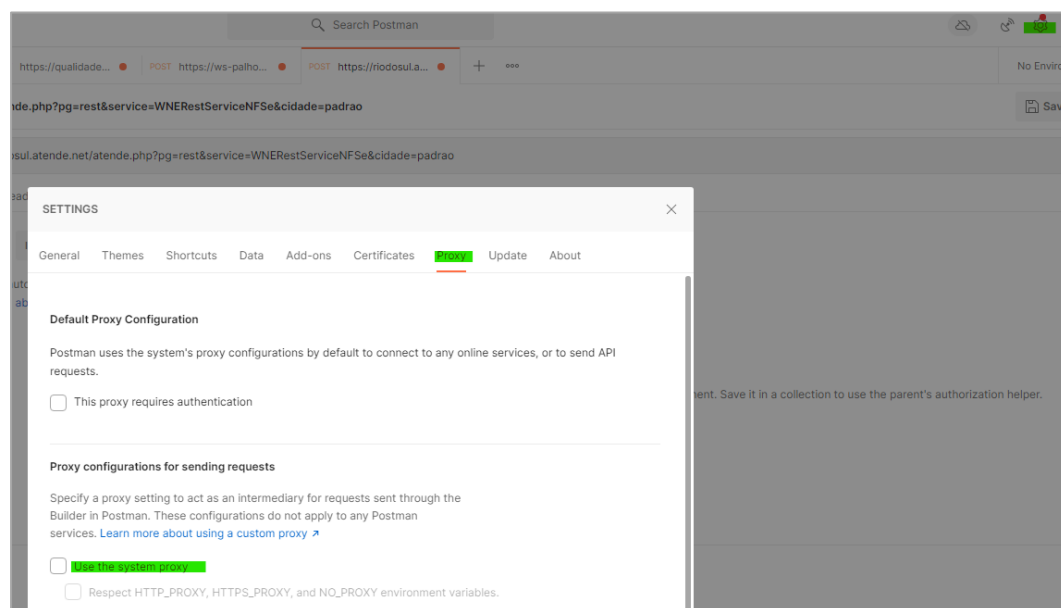 Search Postman
https://qualidade...
POST https://ws-palho...
POST https://riodosul.a...
No Enviro
nde.php?pg=rest&service=WNERestServiceNFSe&cidade=padrao
Sav
osul.atende.net/atende.php?pg=rest&service=WNERestServiceNFSe&cidade=padrao
ead
SETTINGS
General Themes Shortcuts Data Add-ons Certificates Proxy Update About
uto
ab
Default Proxy Configuration
Postman uses the system's proxy configurations by default to connect to any online services, or to send API
requests.
This proxy requires authentication
ent. Save it in a collection to use the parent's authorization helper.
Proxy configurations for sending requests
Specify a proxy setting to act as an intermediary for requests sent through the
Builder in Postman. These configurations do not apply to any Postman
services. Learn more about using a custom proxy ↗
Use the system proxy
Respect HTTP_PROXY, HTTPS_PROXY, and NO_PROXY environment variables.